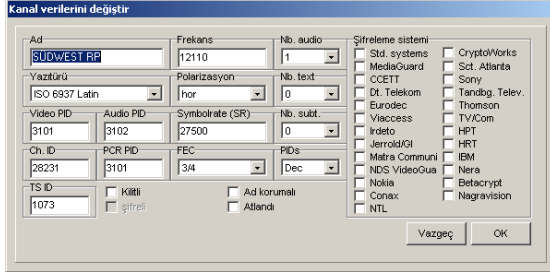 Kanal verilerini değiştir
Ad
SÜDWEST RP
Frekans
12110
Nb. audio
1
Yazıtürü
ISO 6937 Latin
Polarizasyon
hor
Nb. text
0
Video PID
3101
Audio PID
3102
Symbolrate (SR)
27500
Nb. subt.
0
Ch. ID
28231
PCR PID
3101
FEC
3/4
PIDs
Dec
TS ID
1073
Kilitli
şifreli
Ad korumalı
Atlandı
Şifreleme sistemi
Std. systems
MediaGuard
CCETT
Dt. Telekom
Eurodec
Viaccess
Irdeto
Jerrold/GI
Matra Communi
NDS VideoGua
Nokia
Conax
NTL
CryptoWorks
Sct. Atlanta
Sony
Tandbg. Telev.
Thomson
TV/Com
HPT
HRT
IBM
Nera
Betacrypt
Nagravision
Vazgeç
OK